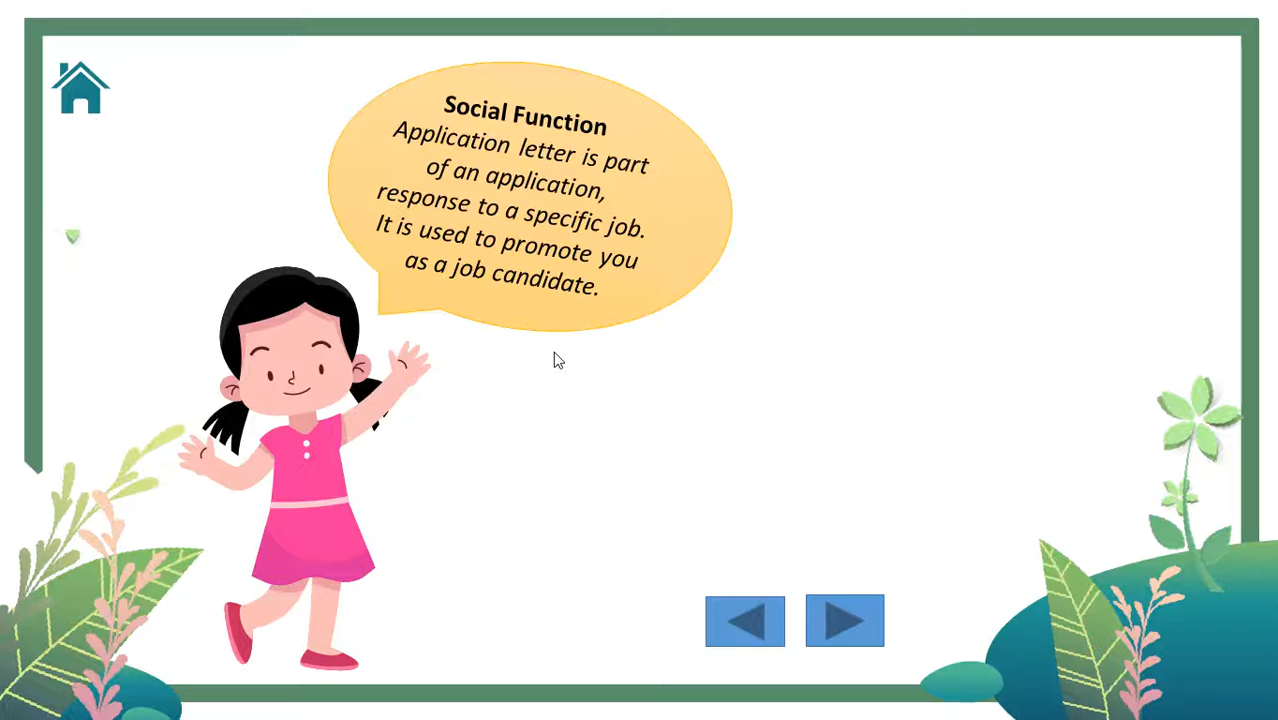 Social Function
Application letter is part
of an application,
response to a specific job.
It is used to promote you
as a job candidate.